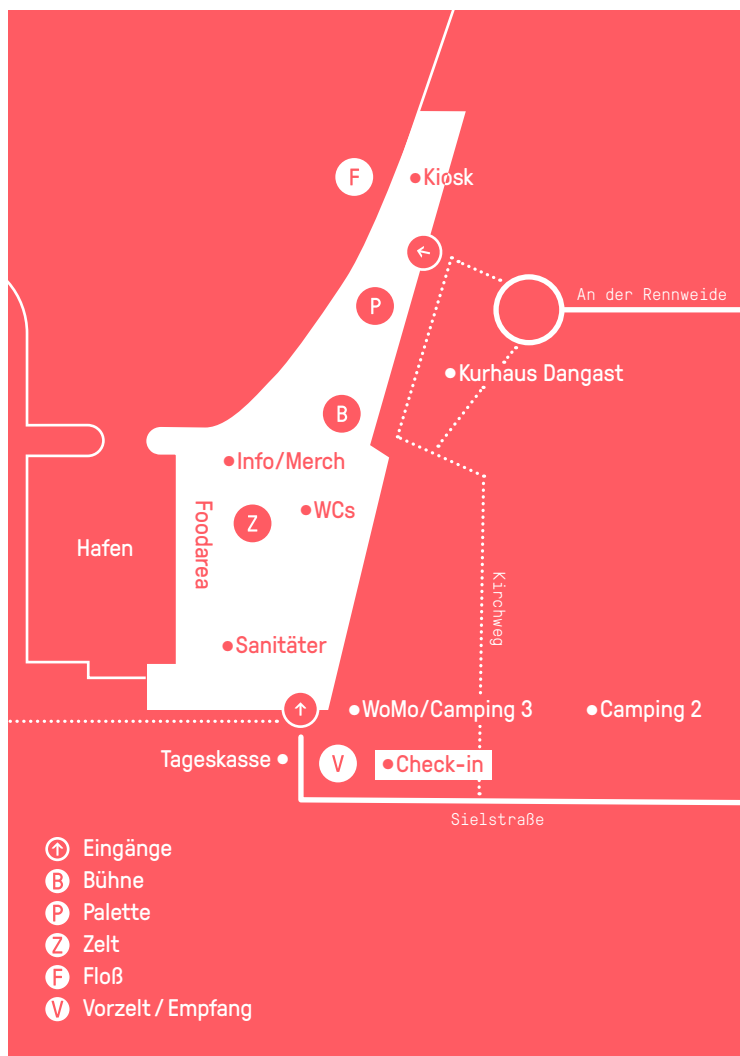 F
Kiosk
←
An der Rennweide
P
Kurhaus Dangast
B
Info/Merch
WCs
Z
Foodarea
Hafen
Kirchweg
Sanitäter
↑
WoMo/Camping 3
Camping 2
Tageskasse
V
Check-in
Sielstraße
↑ Eingänge
B Bühne
P Palette
Z Zelt
F Floß
V Vorzelt / Empfang